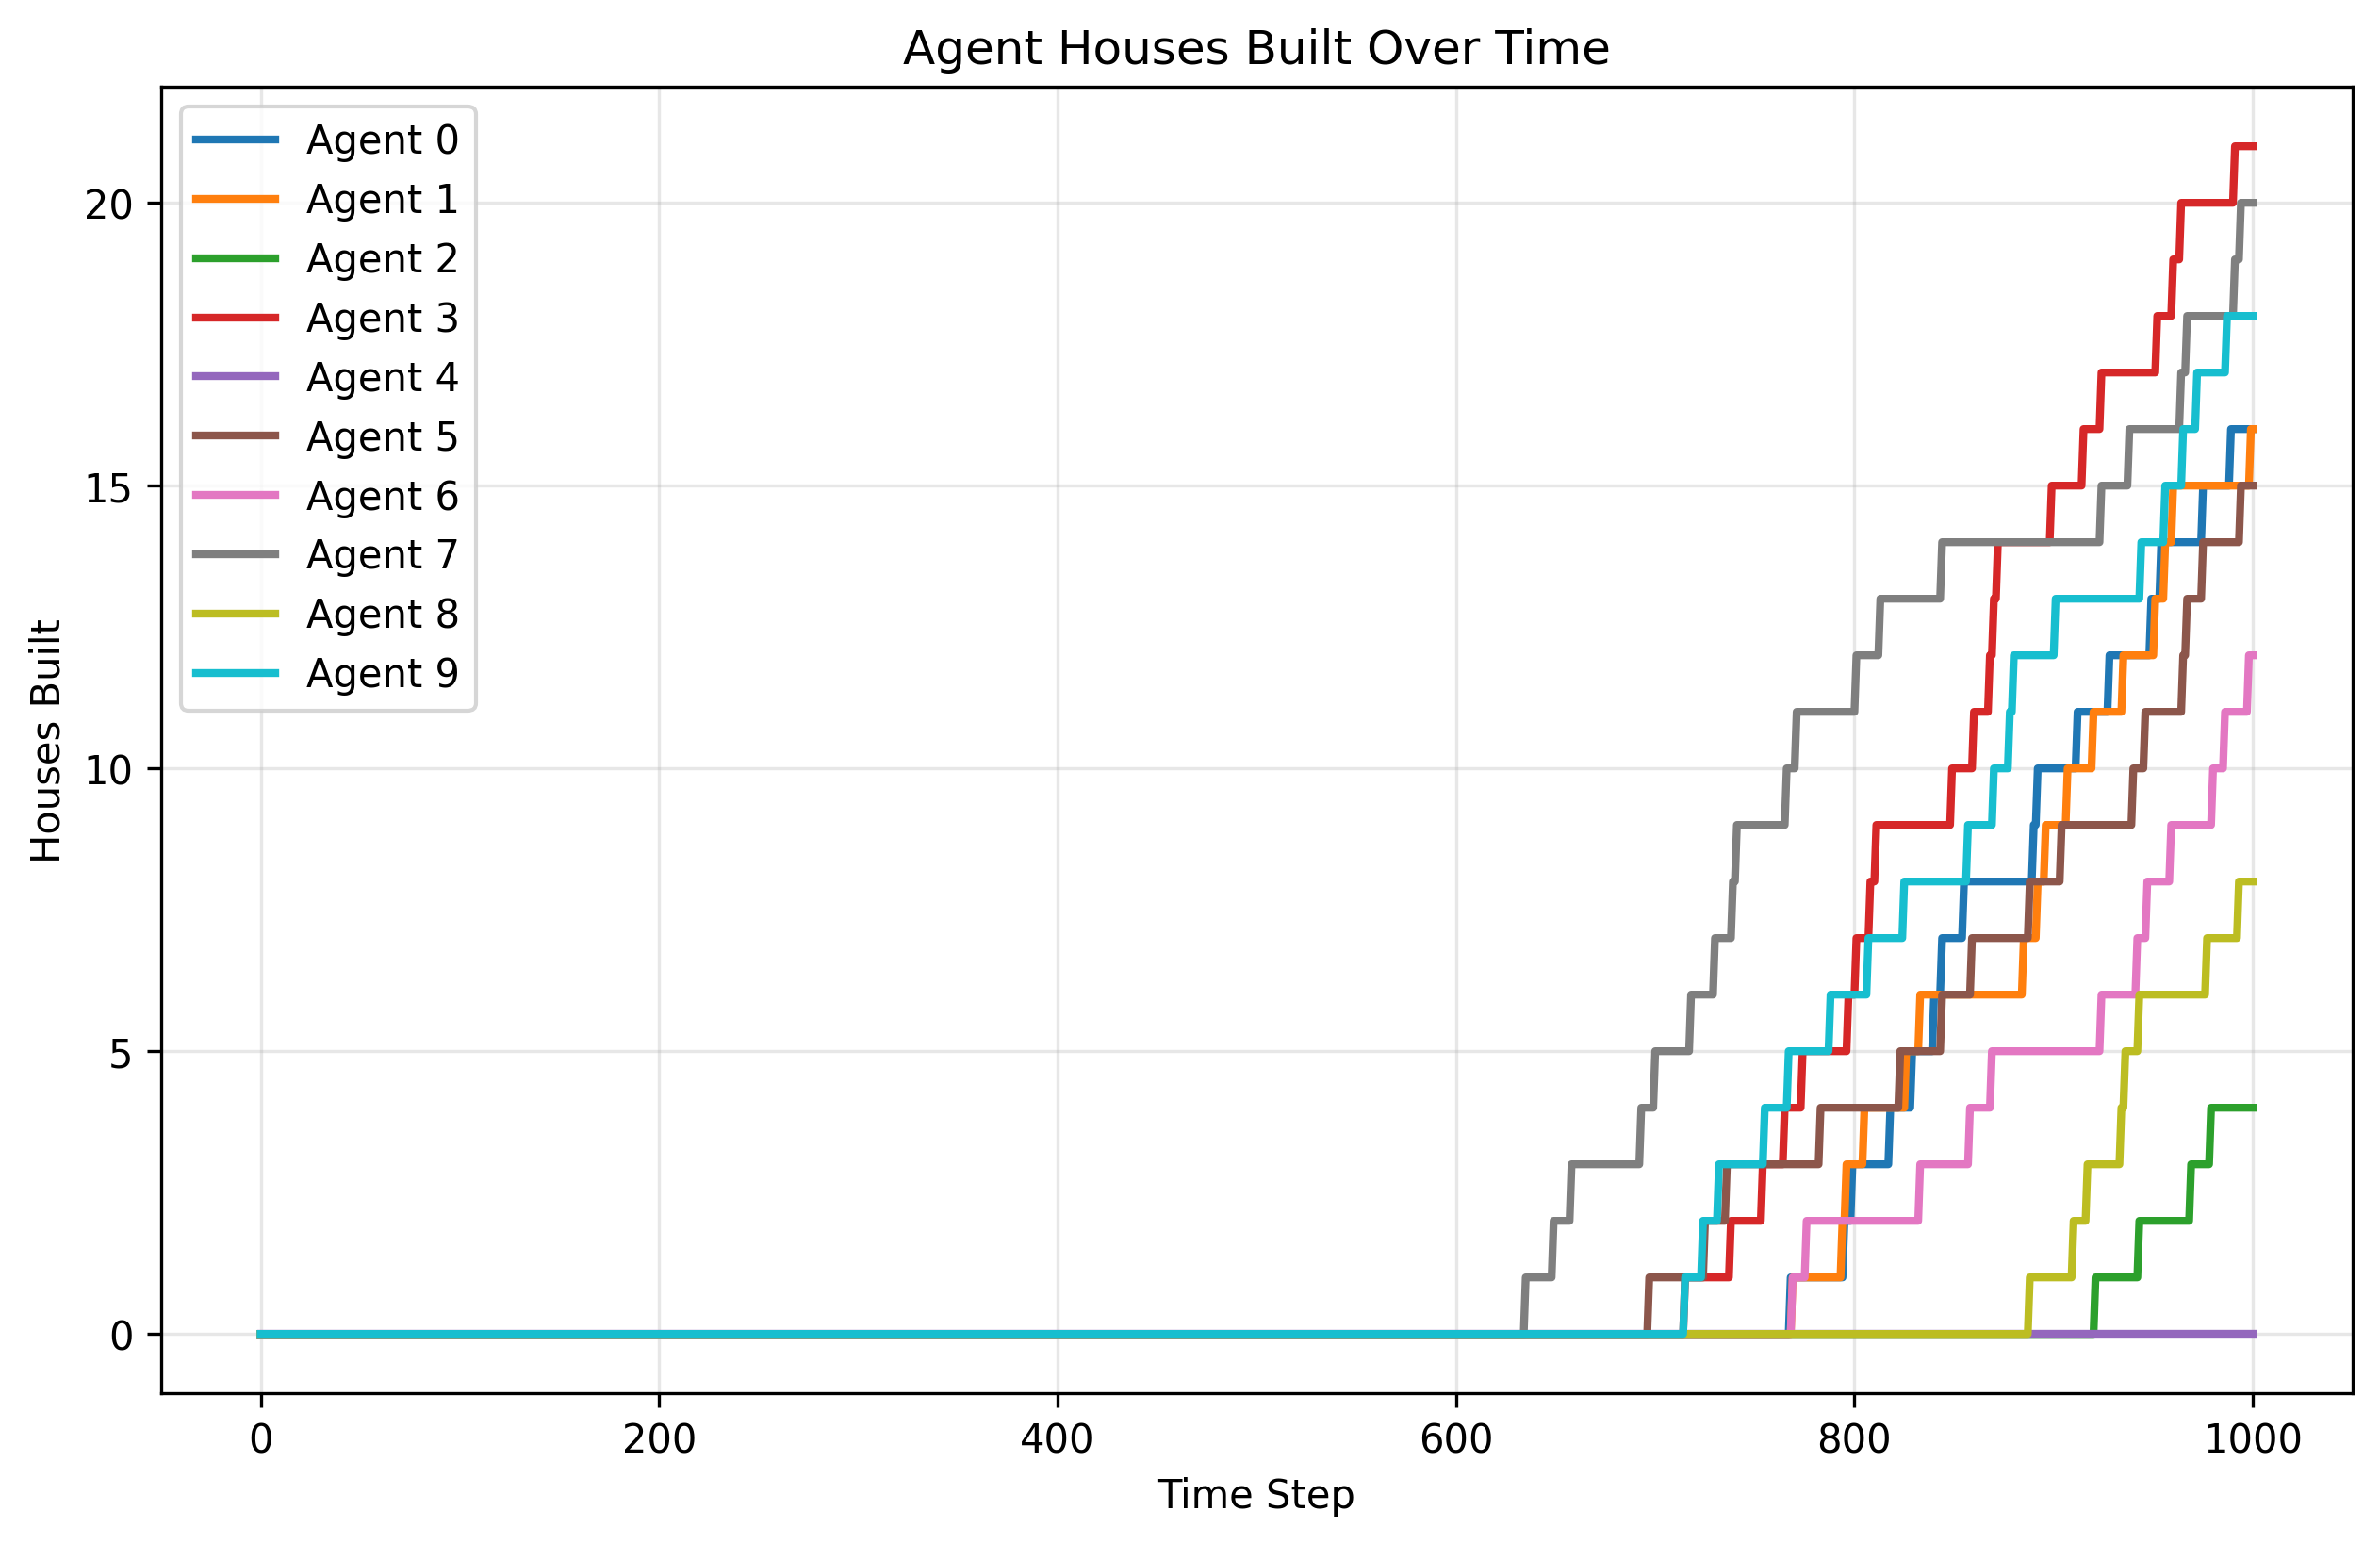 Agent Houses Built Over Time
Agent 0
Agent 1
Agent 2
Agent 3
Agent 4
Agent 5
Agent 6
Agent 7
Agent 8
Agent 9
Houses Built
20
15
10
5
0
0 200 400 600 800 1000
Time Step